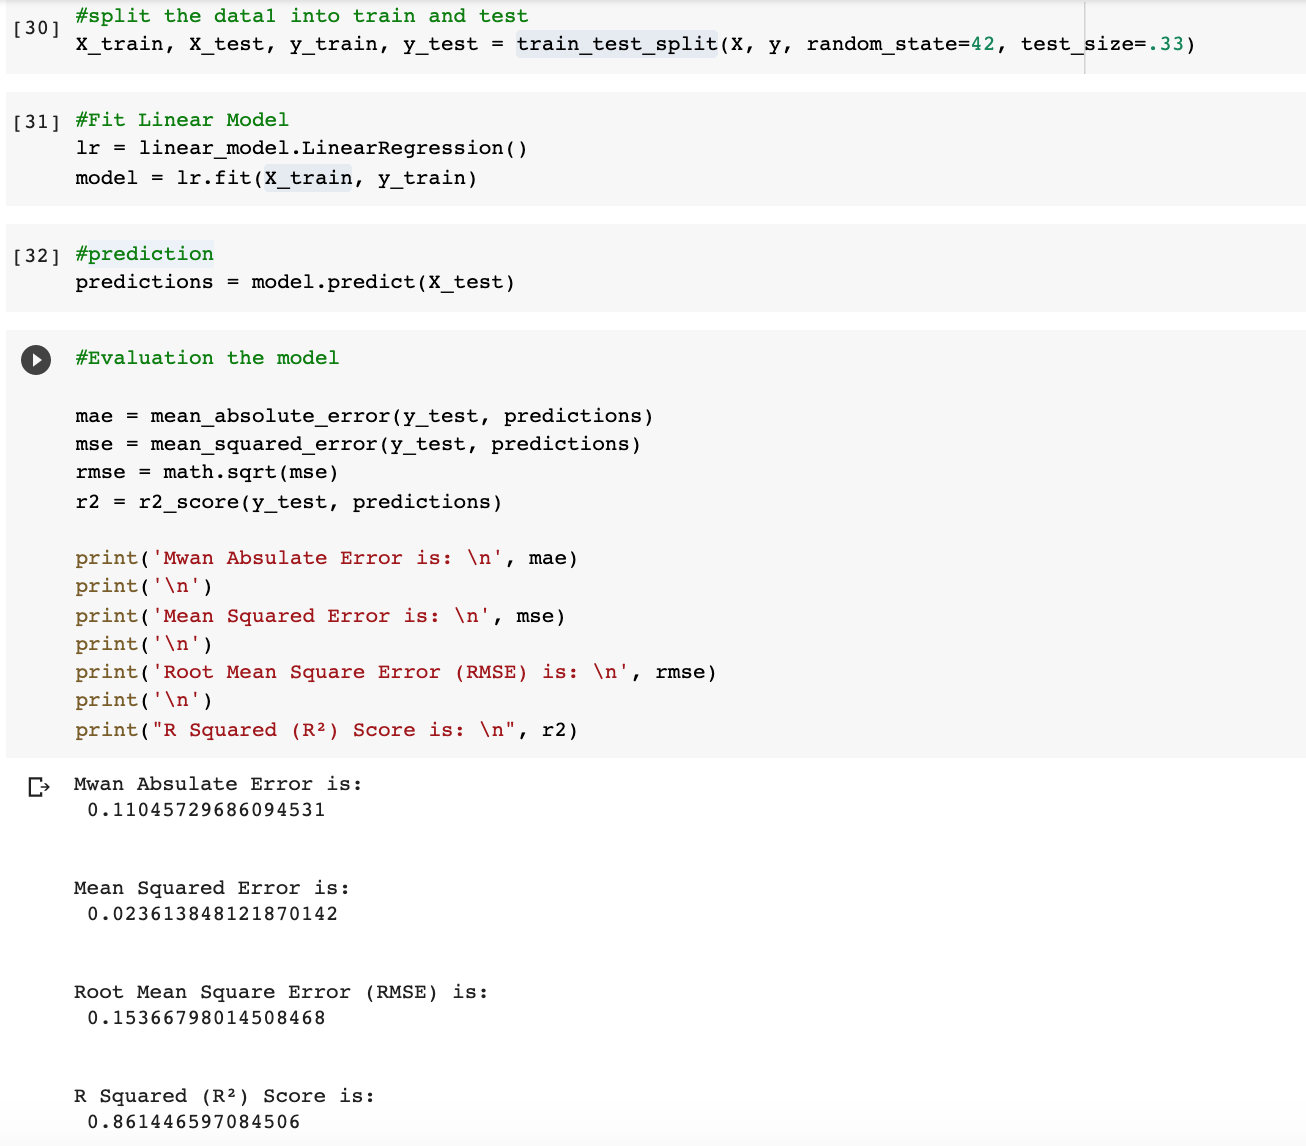 [30] #split the data1 into train and test
X_train, X_test, y_train, y_test = train_test_split(X, y, random_state=42, test_size=.33)
[31] #Fit Linear Model
lr = linear_model.LinearRegression()
model = lr.fit(X_train, y_train)
[32] #prediction
predictions = model.predict(X_test)
#Evaluation the model
mae = mean_absolute_error(y_test, predictions)
mse = mean_squared_error(y_test, predictions)
rmse = math.sqrt(mse)
r2 = r2_score(y_test, predictions)
print('Mwan Absulate Error is: \n', mae)
print('\n')
print('Mean Squared Error is: \n', mse)
print('\n')
print('Root Mean Square Error (RMSE) is: \n', rmse)
print('\n')
print("R Squared (R²) Score is: \n", r2)
Mwan Absulate Error is:
0.11045729686094531
Mean Squared Error is:
0.023613848121870142
Root Mean Square Error (RMSE) is:
0.15366798014508468
R Squared (R²) Score is:
0.861446597084506